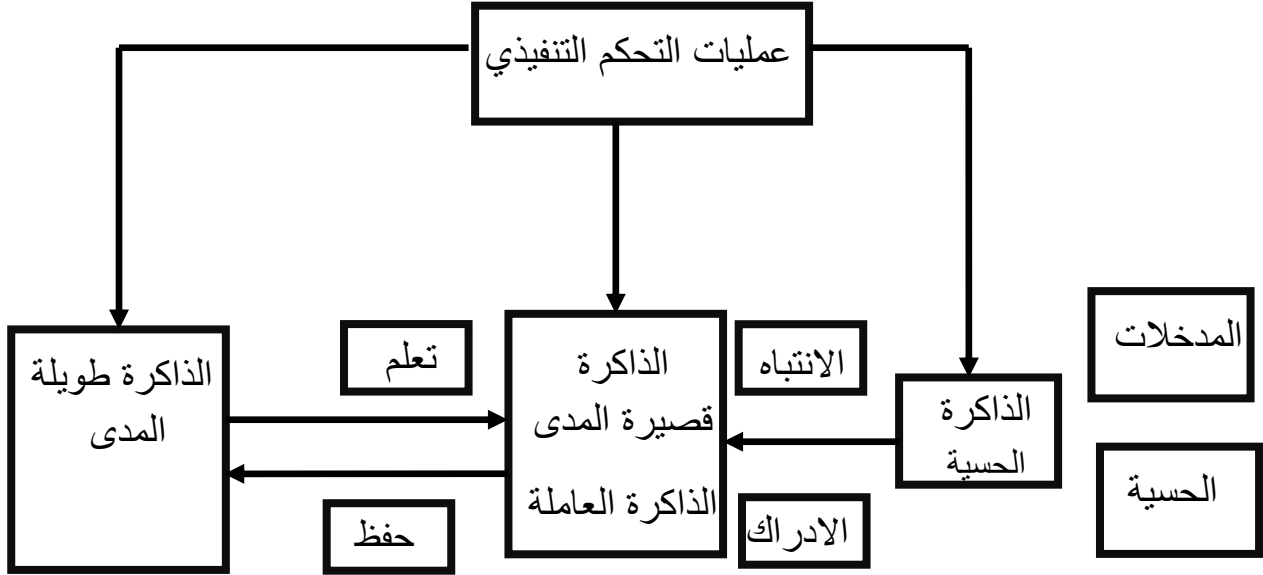 عمليات التحكم التنفيذي
المدخلات
الحسية
الذاكرة
الحسية
الانتباه
الادراك
الذاكرة
قصيرة المدى
الذاكرة العاملة
تعلم
حفظ
الذاكرة طويلة
المدى